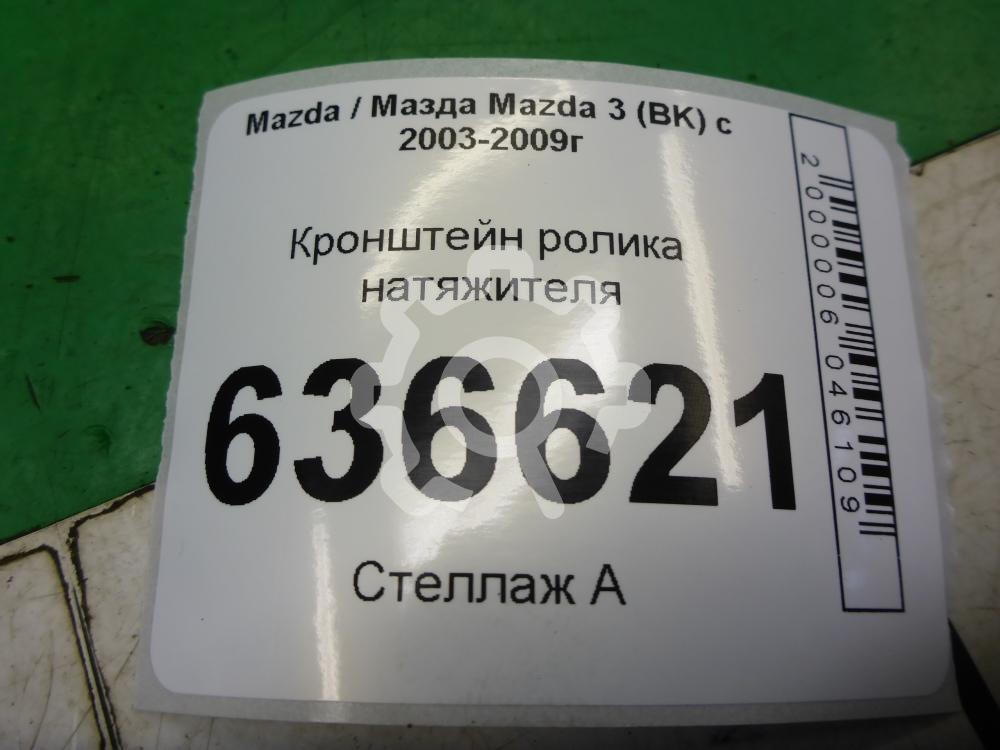 Mazda / Мазда Mazda 3 (BK) с
2003-2009г
Кронштейн ролика
натяжителя
636621
Стеллаж А
2000006046109